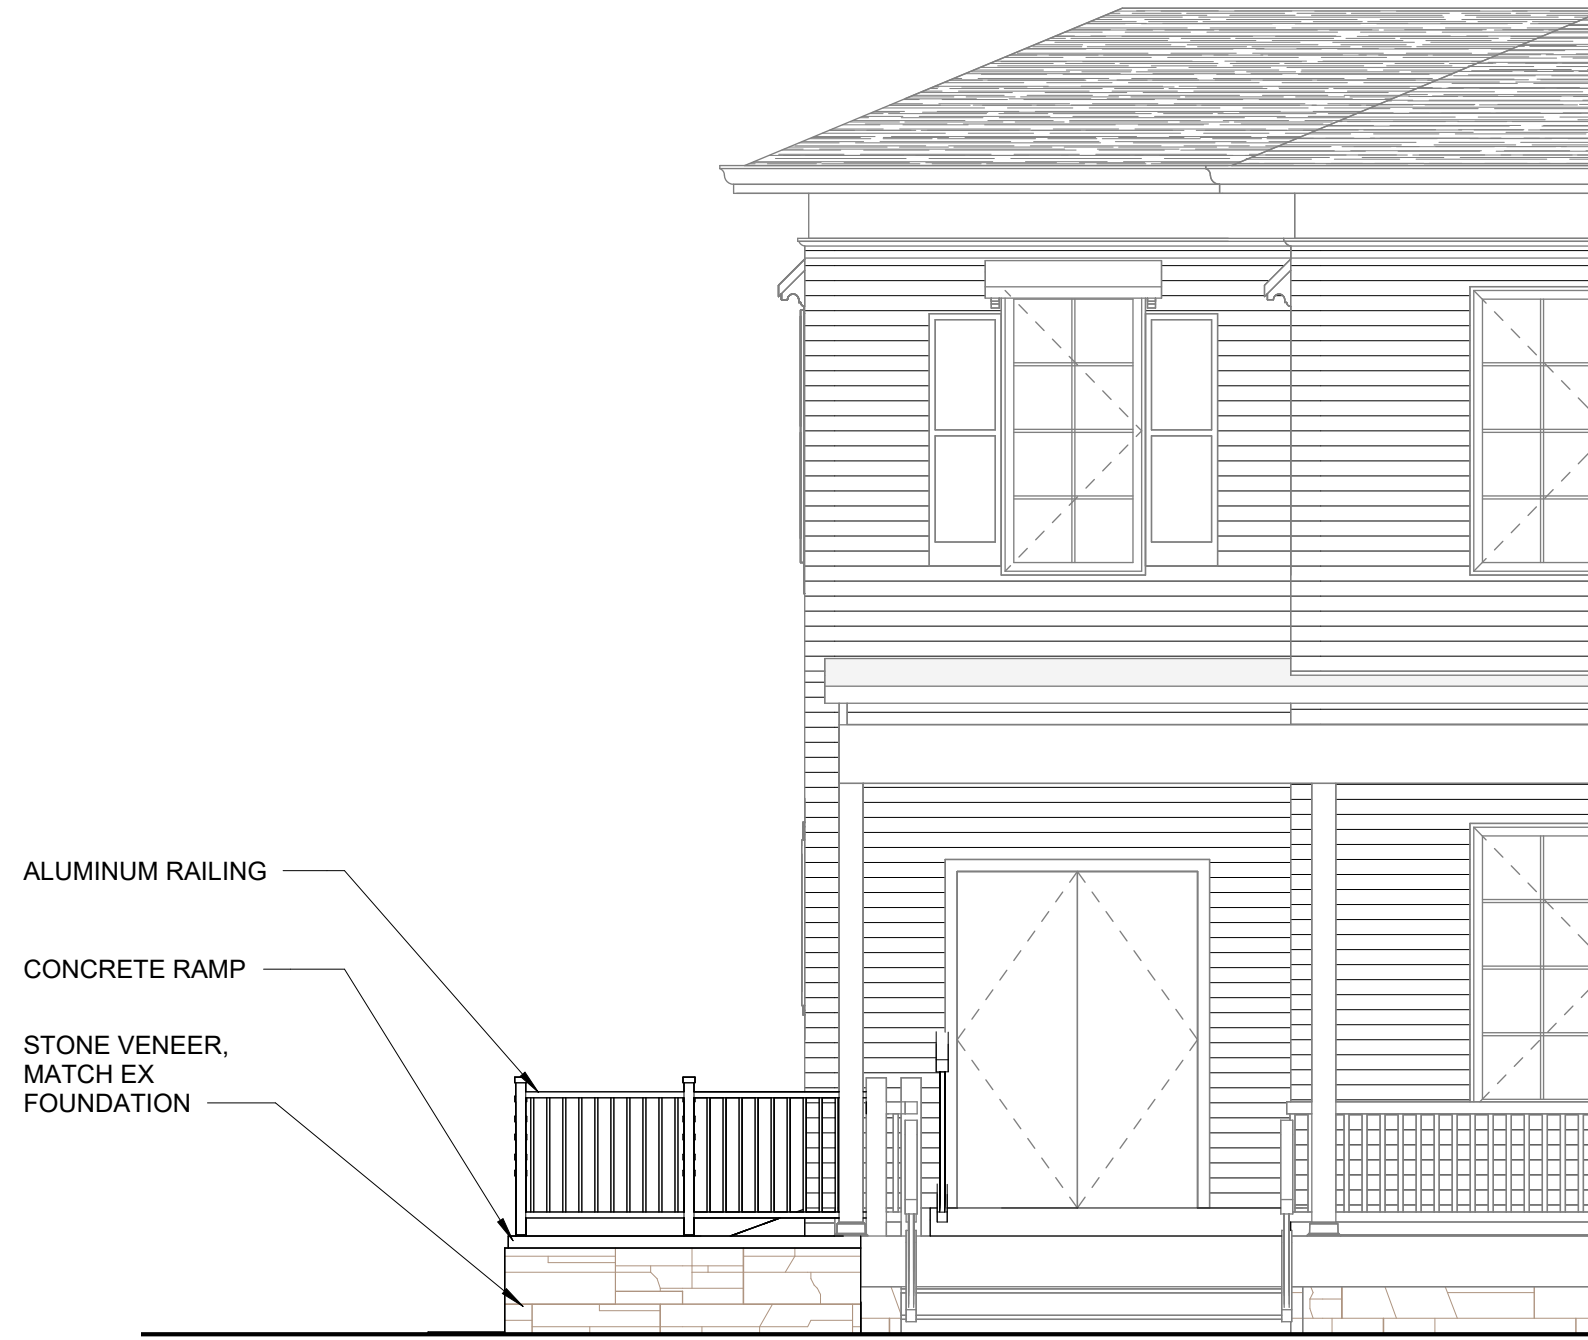 ALUMINUM RAILING
CONCRETE RAMP
STONE VENEER,
MATCH EX
FOUNDATION